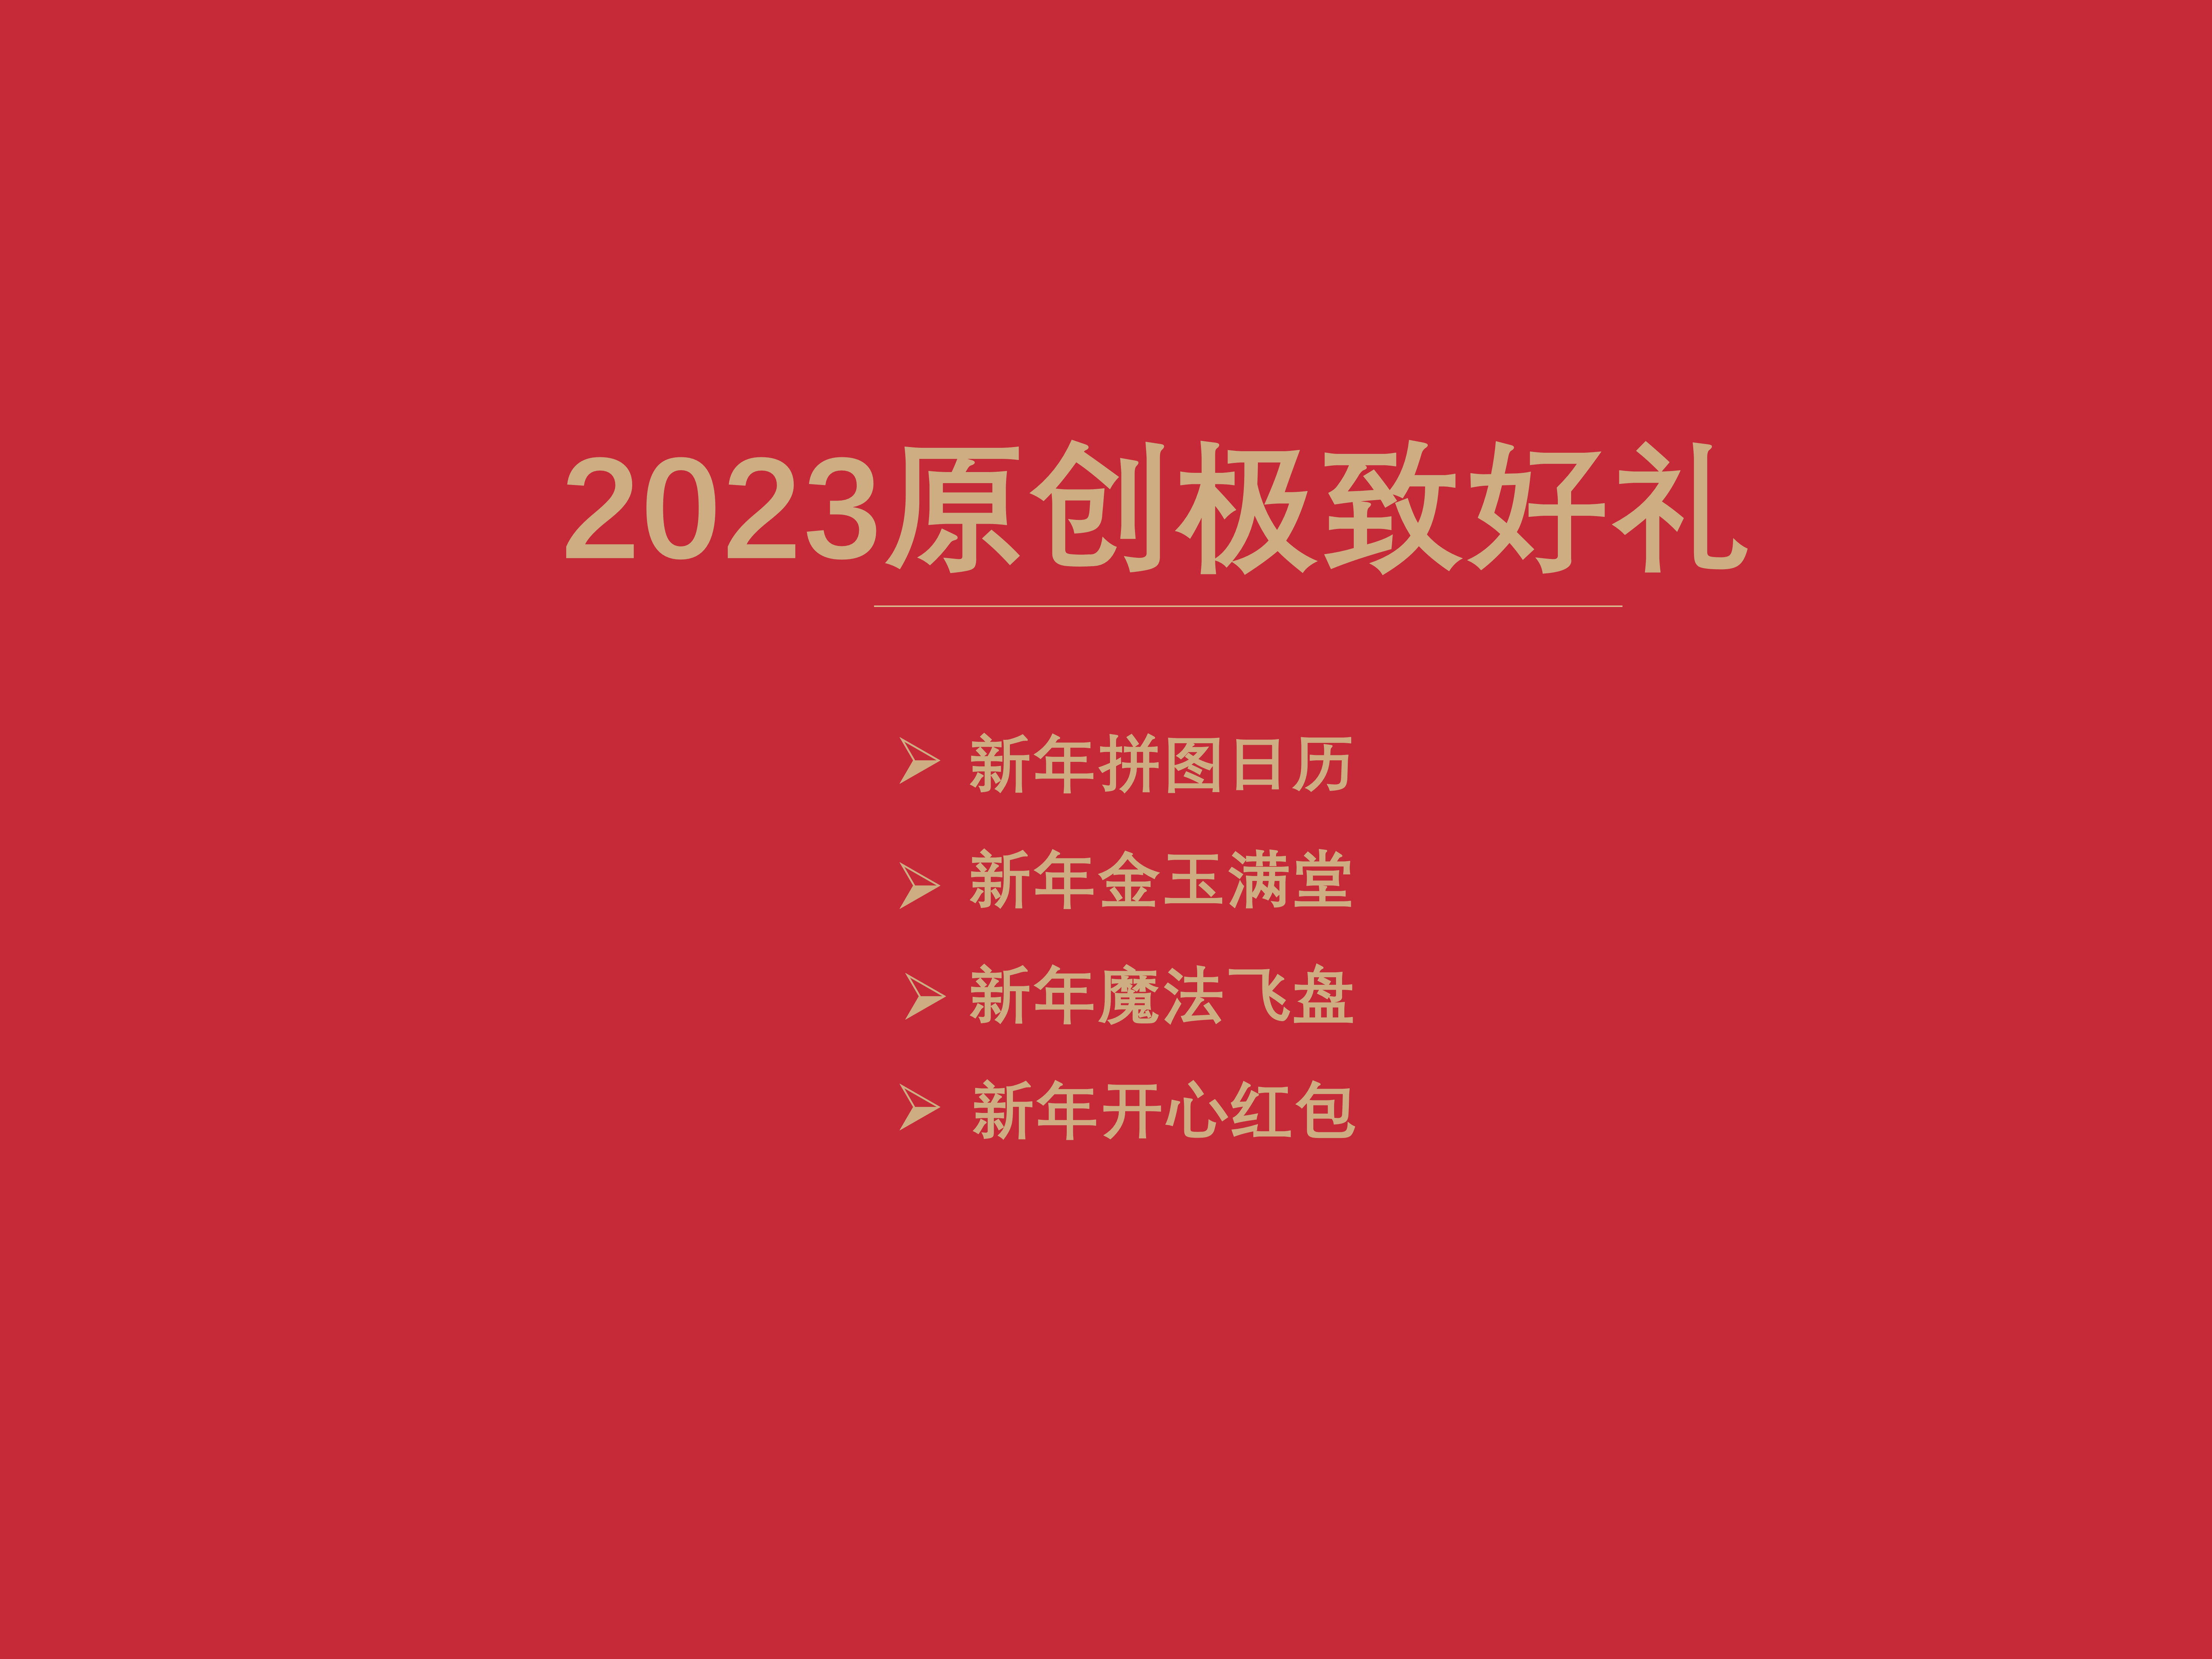 2023原创极致好礼
➢ 新年拼图日历
➢ 新年金玉满堂
➢ 新年魔法飞盘
➢ 新年开心红包